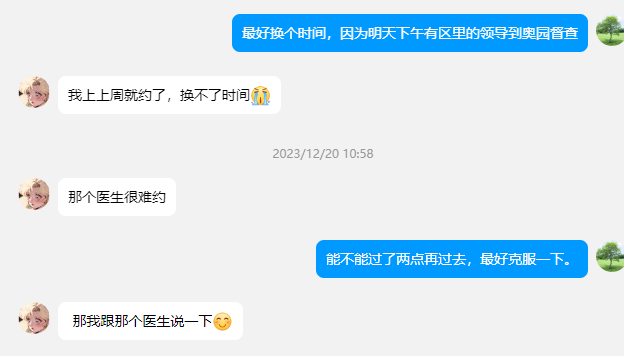 最好换个时间，因为明天下午有区里的领导到奥园督查
我上上周就约了，换不了时间😭
2023/12/20 10:58
那个医生很难约
能不能过了两点再过去，最好克服一下。
那我跟那个医生说一下😊